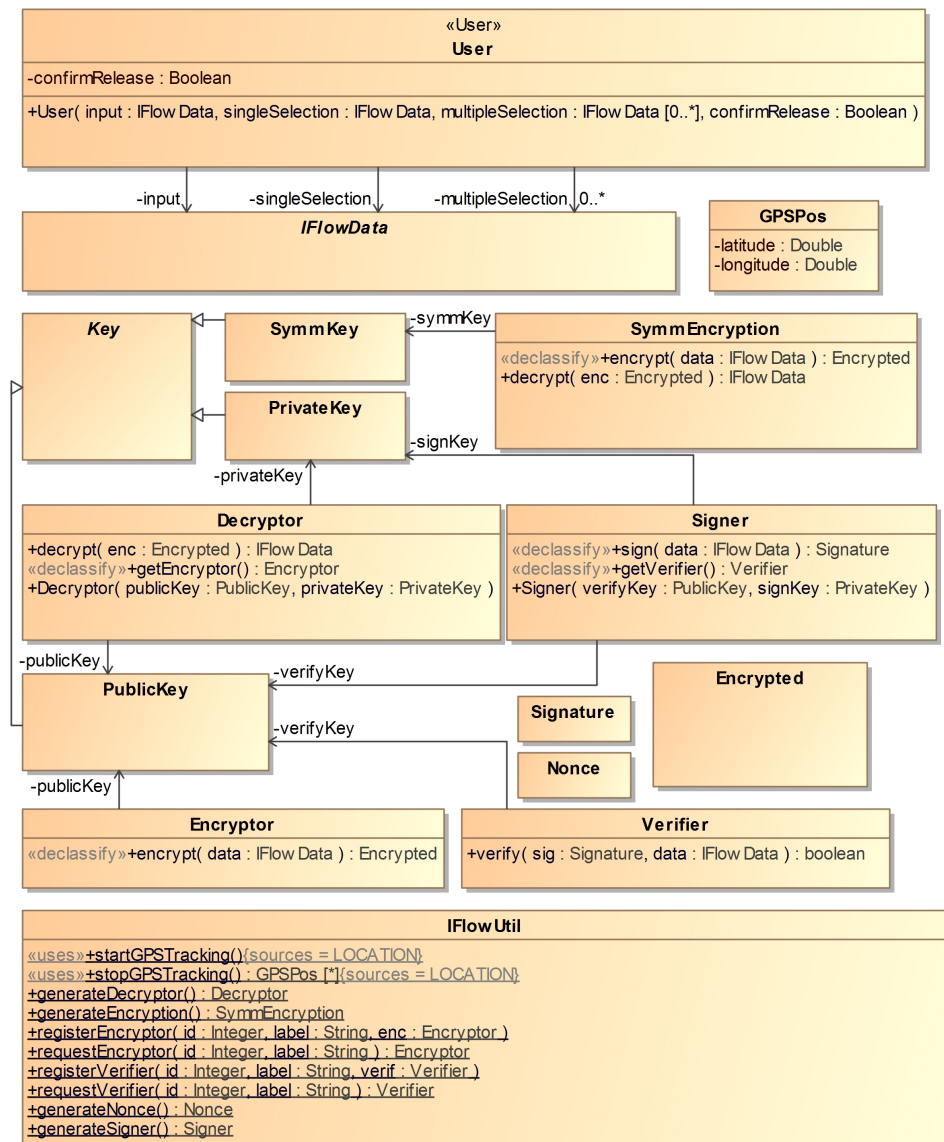 «User»
User
-confirmRelease : Boolean
+User( input : IFlowData, singleSelection : IFlowData, multipleSelection : IFlowData [0..*], confirmRelease : Boolean )
-input
-singleSelection
-multipleSelection
0..*
IFlowData
GPSPos
-latitude : Double
-longitude : Double
Key
SymmKey
-symmKey
SymmEncryption
«declassify»+encrypt( data : IFlowData ) : Encrypted
+decrypt( enc : Encrypted ) : IFlowData
PrivateKey
-signKey
-privateKey
Decryptor
+decrypt( enc : Encrypted ) : IFlowData
«declassify»+getEncryptor() : Encryptor
+Decryptor( publicKey : PublicKey, privateKey : PrivateKey )
Signer
«declassify»+sign( data : IFlowData ) : Signature
«declassify»+getVerifier() : Verifier
+Signer( verifyKey : PublicKey, signKey : PrivateKey )
-publicKey
-verifyKey
PublicKey
Encrypted
Signature
-verifyKey
Nonce
-publicKey
Encryptor
«declassify»+encrypt( data : IFlowData ) : Encrypted
Verifier
+verify( sig : Signature, data : IFlowData ) : boolean
IFlowUtil
«uses»+startGPSTracking(){sources = LOCATION}
«uses»+stopGPSTracking() : GPSPos [*]{sources = LOCATION}
+generateDecryptor() : Decryptor
+generateEncryption() : SymmEncryption
+registerEncryptor( id : Integer, label : String, enc : Encryptor )
+requestEncryptor( id : Integer, label : String ) : Encryptor
+registerVerifier( id : Integer, label : String, verif : Verifier )
+requestVerifier( id : Integer, label : String ) : Verifier
+generateNonce() : Nonce
+generateSigner() : Signer